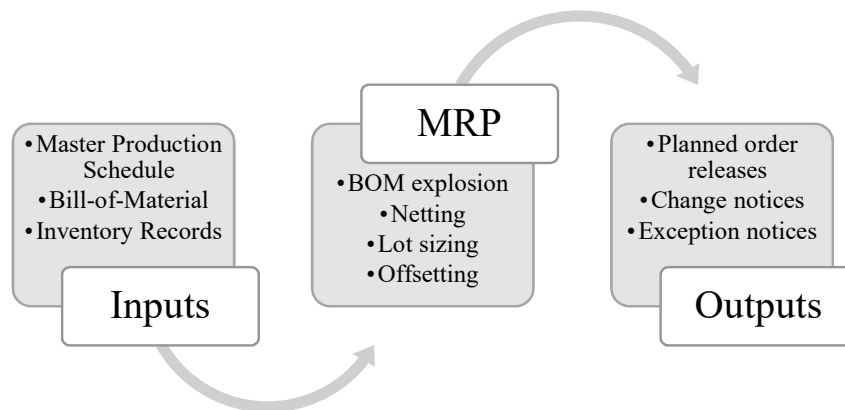 •Master Production
Schedule
•Bill-of-Material
•Inventory Records
Inputs
MRP
•BOM explosion
•Netting
•Lot sizing
•Offsetting
•Planned order
releases
•Change notices
•Exception notices
Outputs